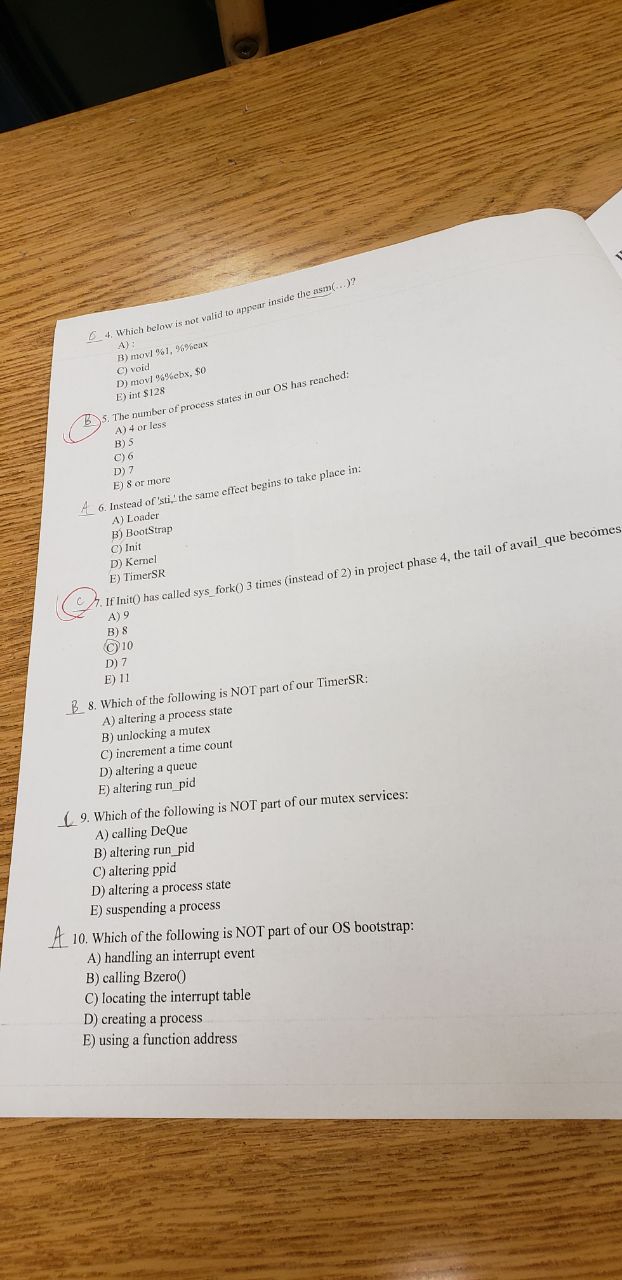 C 4. Which below is not valid to appear inside the asm(...)?
A) :
B) movl %1, %%eax
C) void
D) movl %%ebx, $0
E) int $128
B 5. The number of process states in our OS has reached:
A) 4 or less
B) 5
C) 6
D) 7
E) 8 or more
A 6. Instead of 'sti,' the same effect begins to take place in:
A) Loader
B) BootStrap
C) Init
D) Kernel
E) TimerSR
C 7. If Init() has called sys_fork() 3 times (instead of 2) in project phase 4, the tail of avail_que becomes
A) 9
B) 8
C) 10
D) 7
E) 11
B 8. Which of the following is NOT part of our TimerSR:
A) altering a process state
B) unlocking a mutex
C) increment a time count
D) altering a queue
E) altering run_pid
C 9. Which of the following is NOT part of our mutex services:
A) calling DeQue
B) altering run_pid
C) altering ppid
D) altering a process state
E) suspending a process
A 10. Which of the following is NOT part of our OS bootstrap:
A) handling an interrupt event
B) calling Bzero()
C) locating the interrupt table
D) creating a process
E) using a function address